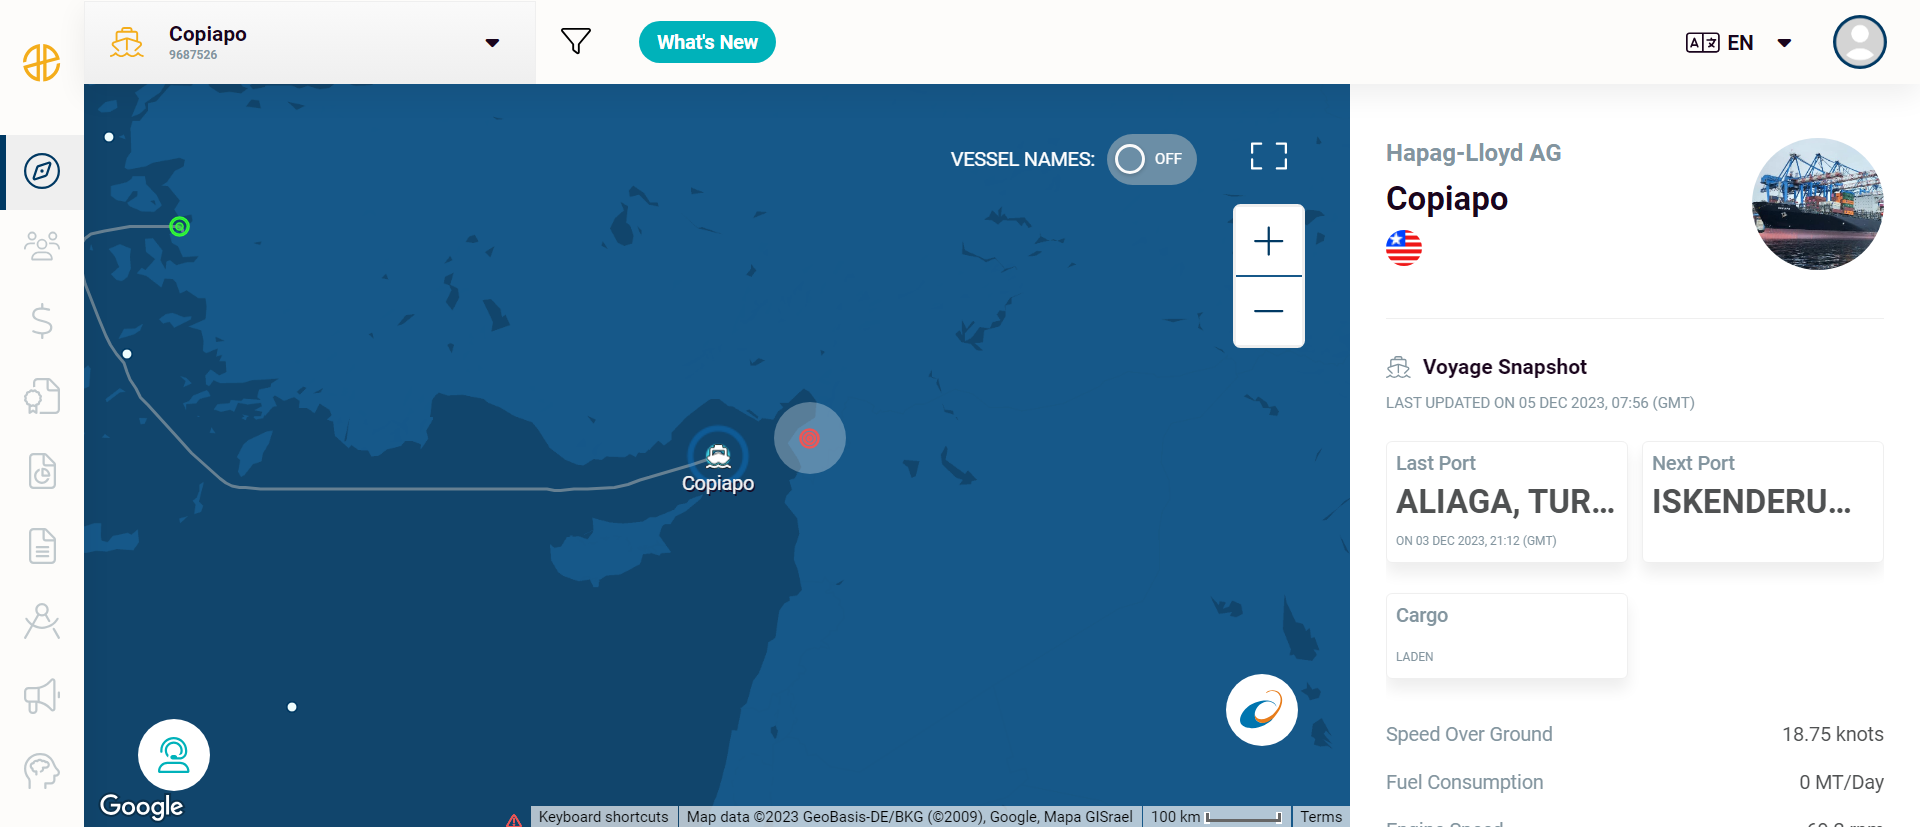 Copiapo
9687526
What's New
EN
VESSEL NAMES:
OFF
Copiapo
Google
Keyboard shortcuts
Map data ©2023 GeoBasis-DE/BKG (©2009), Google, Mapa GISrael
100 km
Terms
Hapag-Lloyd AG
Copiapo
Voyage Snapshot
LAST UPDATED ON 05 DEC 2023, 07:56 (GMT)
Last Port
ALIAGA, TUR...
ON 03 DEC 2023, 21:12 (GMT)
Next Port
ISKENDERU...
Cargo
LADEN
Speed Over Ground
18.75 knots
Fuel Consumption
0 MT/Day